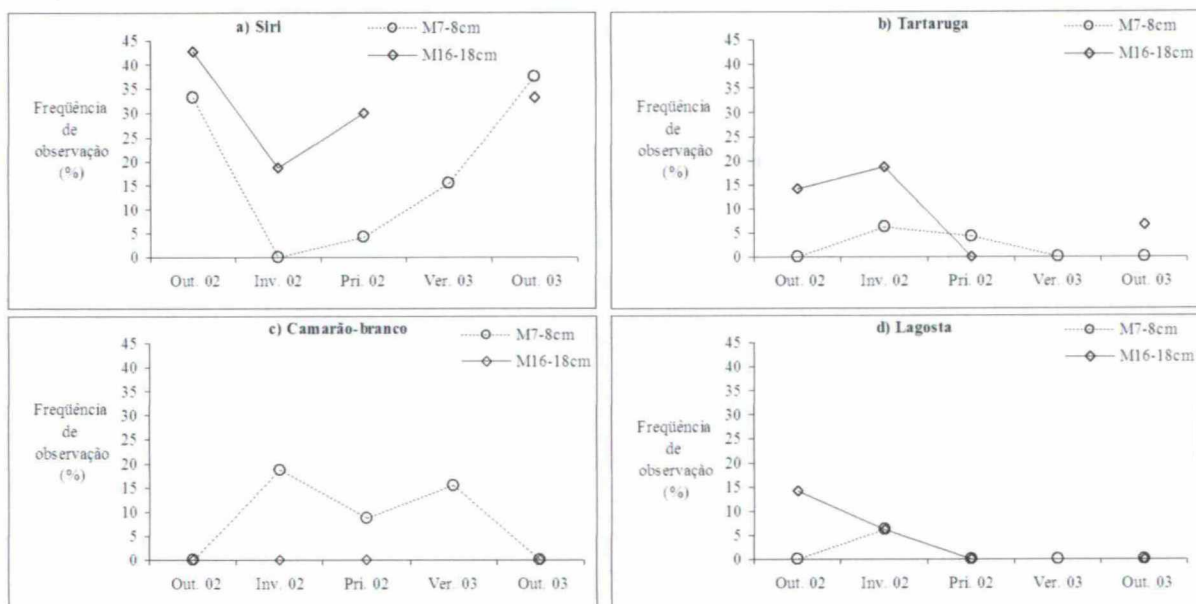 a) Siri
M7-8cm
M16-18cm
Freqüência
de
observação
(%)
45
40
35
30
25
20
15
10
5
0
Out. 02 Inv. 02 Pri. 02 Ver. 03 Out. 03
b) Tartaruga
M7-8cm
M16-18cm
Freqüência
de
observação
(%)
45
40
35
30
25
20
15
10
5
0
Out. 02 Inv. 02 Pri. 02 Ver. 03 Out. 03
c) Camarão-branco
M7-8cm
M16-18cm
Freqüência
de
observação
(%)
45
40
35
30
25
20
15
10
5
0
Out. 02 Inv. 02 Pri. 02 Ver. 03 Out. 03
d) Lagosta
M7-8cm
M16-18cm
Freqüência
de
observação
(%)
45
40
35
30
25
20
15
10
5
0
Out. 02 Inv. 02 Pri. 02 Ver. 03 Out. 03